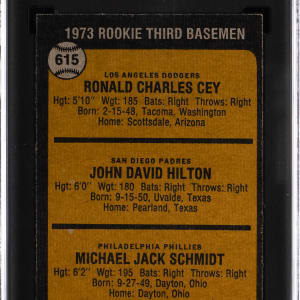 1973 ROOKIE THIRD BASEMEN
615
LOS ANGELES DODGERS
RONALD CHARLES CEY
Hgt: 5'10" Wgt: 185 Bats: Right Throws: Right
Born: 2-15-48, Tacoma, Washington
Home: Scottsdale, Arizona
SAN DIEGO PADRES
JOHN DAVID HILTON
Hgt: 6'0" Wgt: 180 Bats: Right Throws: Right
Born: 9-15-50, Uvalde, Texas
Home: Pearland, Texas
PHILADELPHIA PHILLIES
MICHAEL JACK SCHMIDT
Hgt: 6'2" Wgt: 195 Bats: Right Throws: Right
Born: 9-27-49, Dayton, Ohio
Home: Dayton, Ohio